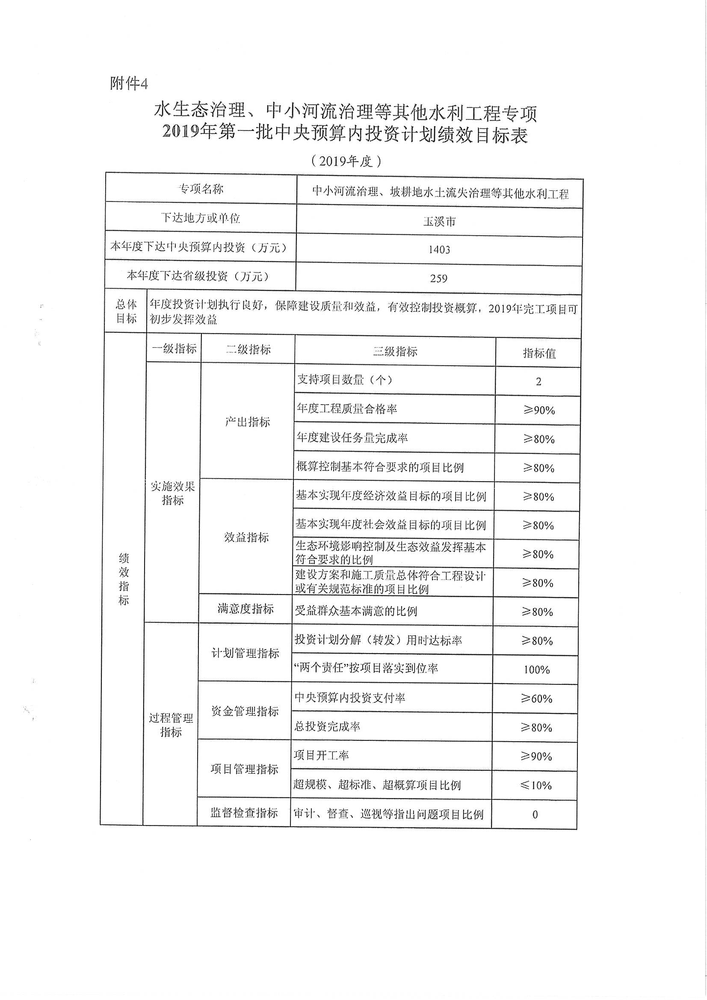 附件4
水生态治理、中小河流治理等其他水利工程专项
2019年第一批中央预算内投资计划绩效目标表
（2019年度）
专项名称
中小河流治理、坡耕地水土流失治理等其他水利工程
下达地方或单位
玉溪市
本年度下达中央预算内投资（万元）
1403
本年度下达省级投资（万元）
259
总体
目标
年度投资计划执行良好，保障建设质量和效益，有效控制投资概算，2019年完工项目可
初步发挥效益
绩
效
指
标
一级指标
二级指标
三级指标
指标值
实施效果
指标
产出指标
支持项目数量（个）
2
年度工程质量合格率
≥90%
年度建设任务量完成率
≥80%
概算控制基本符合要求的项目比例
≥80%
效益指标
基本实现年度经济效益目标的项目比例
≥80%
基本实现年度社会效益目标的项目比例
≥80%
生态环境影响控制及生态效益发挥基本
符合要求的比例
≥80%
建设方案和施工质量总体符合工程设计
或有关规范标准的项目比例
≥80%
满意度指标
受益群众基本满意的比例
≥80%
过程管理
指标
计划管理指标
投资计划分解（转发）用时达标率
≥80%
“两个责任”按项目落实到位率
100%
资金管理指标
中央预算内投资支付率
≥60%
总投资完成率
≥80%
项目管理指标
项目开工率
≥90%
超规模、超标准、超概算项目比例
≤10%
监督检查指标
审计、督查、巡视等指出问题项目比例
0